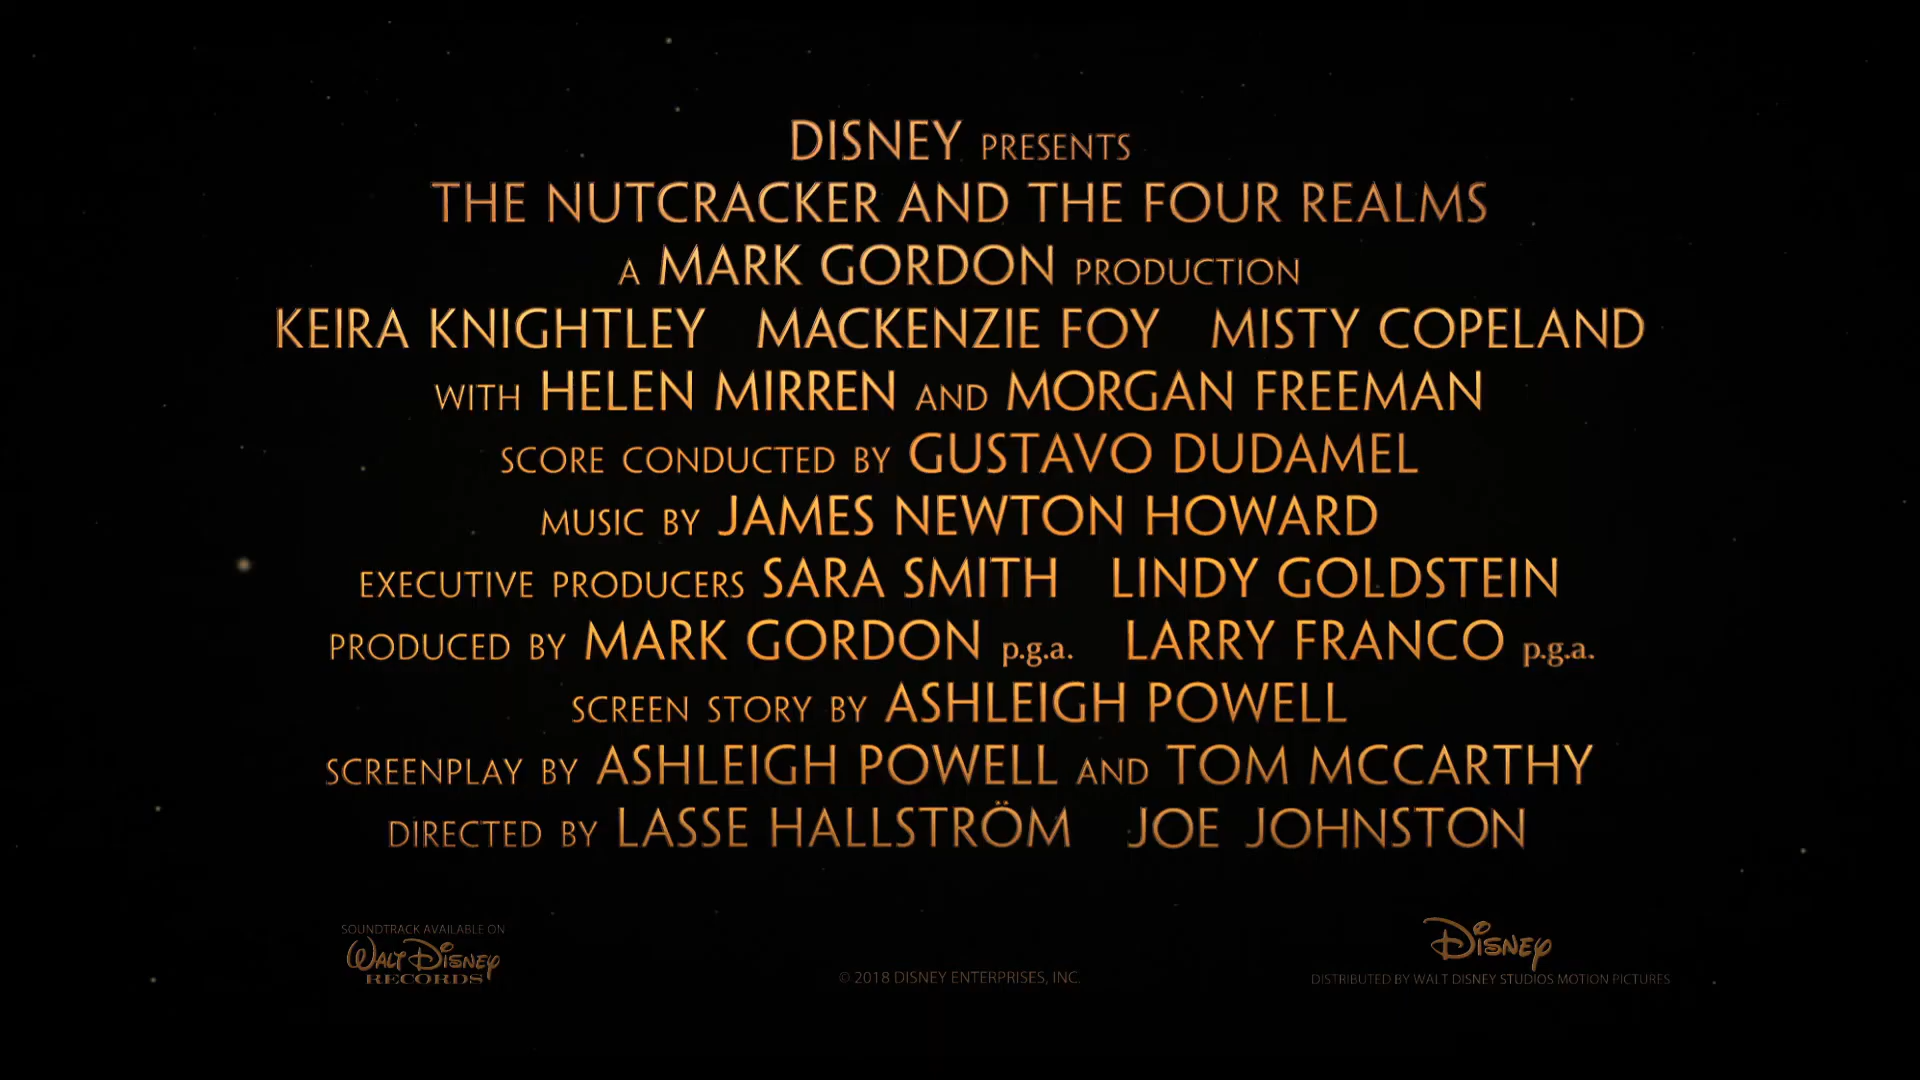 DISNEY PRESENTS
THE NUTCRACKER AND THE FOUR REALMS
A MARK GORDON PRODUCTION
KEIRA KNIGHTLEY MACKENZIE FOY MISTY COPELAND
WITH HELEN MIRREN AND MORGAN FREEMAN
SCORE CONDUCTED BY GUSTAVO DUDAMEL
MUSIC BY JAMES NEWTON HOWARD
EXECUTIVE PRODUCERS SARA SMITH LINDY GOLDSTEIN
PRODUCED BY MARK GORDON p.g.a. LARRY FRANCO p.g.a.
SCREEN STORY BY ASHLEIGH POWELL
SCREENPLAY BY ASHLEIGH POWELL AND TOM MCCARTHY
DIRECTED BY LASSE HALLSTRÖM JOE JOHNSTON
SOUNDTRACK AVAILABLE ON
WALT DISNEY
RECORDS
© 2018 DISNEY ENTERPRISES, INC.
DISNEY
DISTRIBUTED BY WALT DISNEY STUDIOS MOTION PICTURES